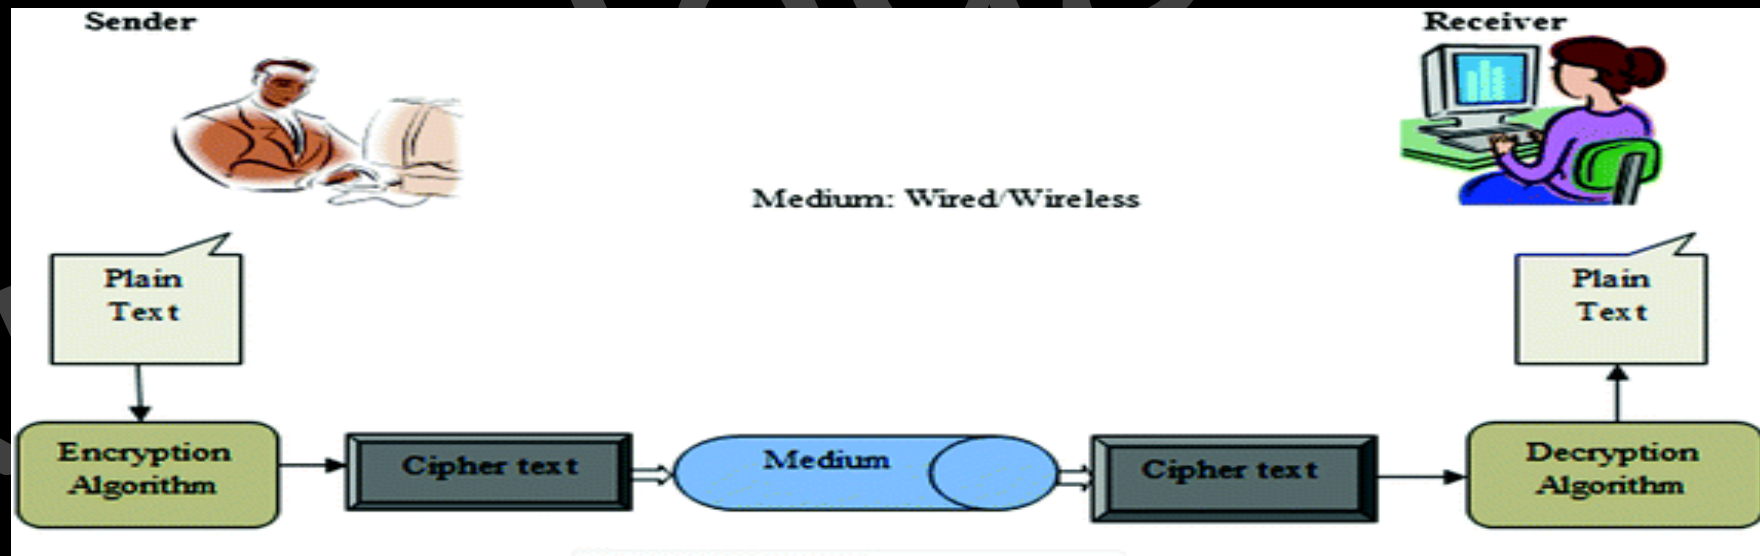 Sender
Receiver
Medium: Wired/Wireless
Plain
Text
Plain
Text
Encryption
Algorithm
Cipher text
Medium
Cipher text
Decryption
Algorithm